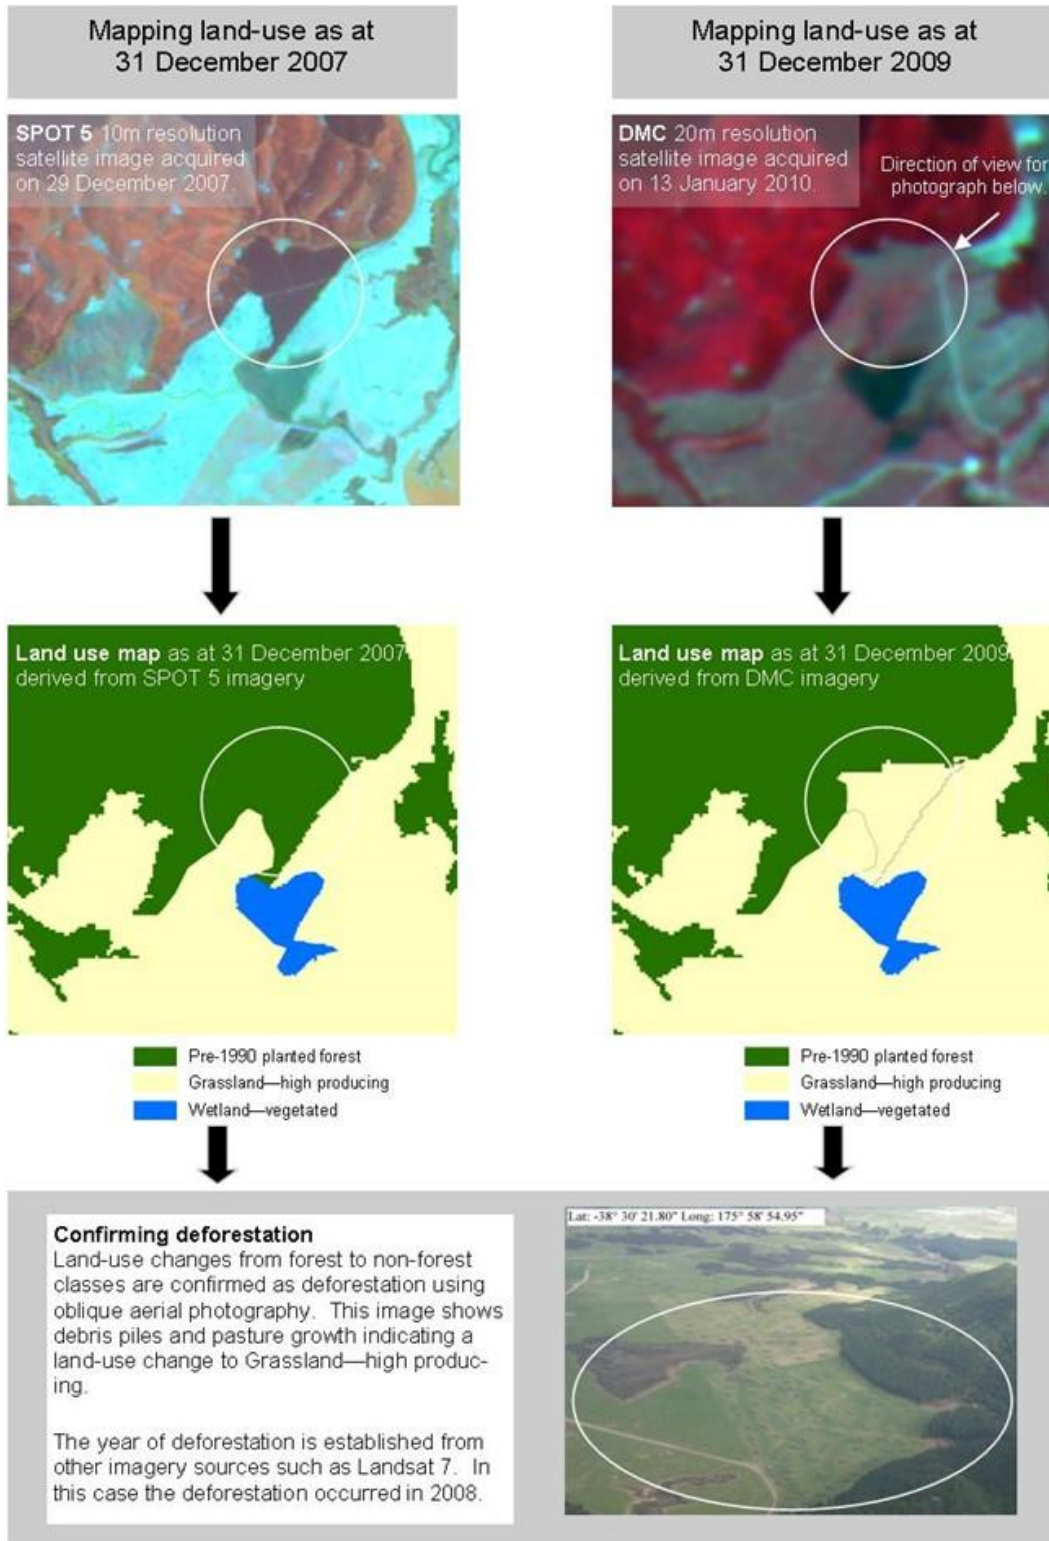 Mapping land-use as at
31 December 2007
Mapping land-use as at
31 December 2009
SPOT 5 10m resolution
satellite image acquired
on 29 December 2007.
DMC 20m resolution
satellite image acquired
on 13 January 2010.
Direction of view for
photograph below.
Land use map as at 31 December 2007
derived from SPOT 5 imagery
Land use map as at 31 December 2009
derived from DMC imagery
Pre-1990 planted forest
Grassland—high producing
Wetland—vegetated
Pre-1990 planted forest
Grassland—high producing
Wetland—vegetated
Confirming deforestation
Land-use changes from forest to non-forest
classes are confirmed as deforestation using
oblique aerial photography. This image shows
debris piles and pasture growth indicating a
land-use change to Grassland—high produc-
ing.
The year of deforestation is established from
other imagery sources such as Landsat 7. In
this case the deforestation occurred in 2008.
Lat: -38° 30' 21.80" Long: 175° 58' 54.95"